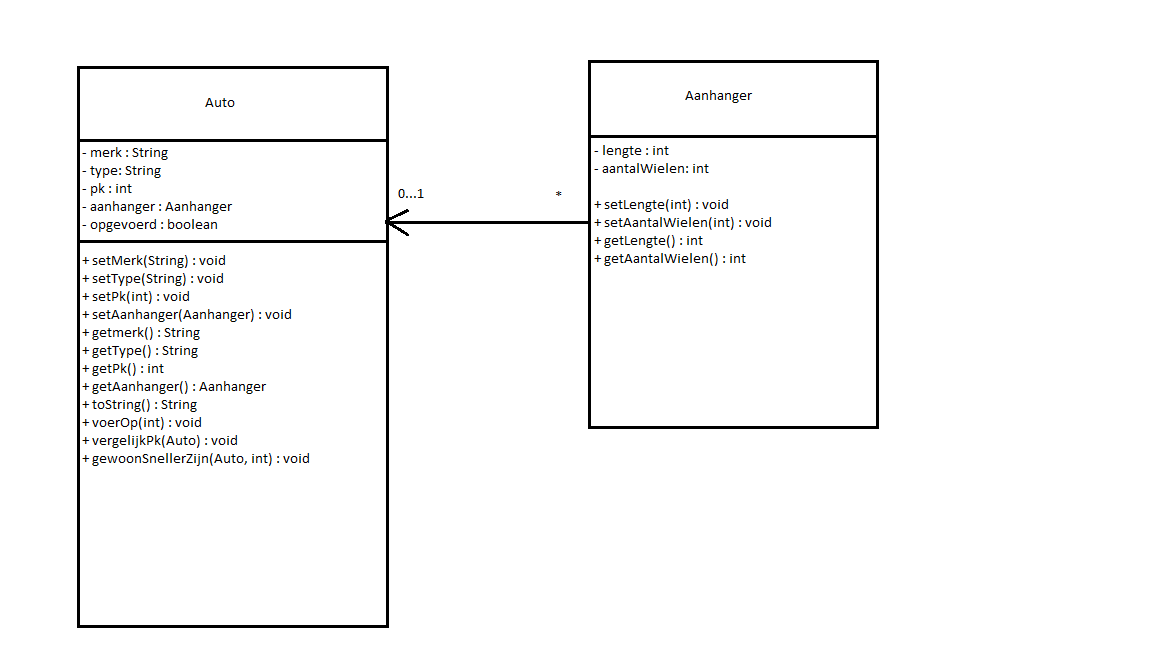 Auto
- merk : String
- type: String
- pk : int
- aanhanger : Aanhanger
- opgevoerd : boolean
+ setMerk(String) : void
+ setType(String) : void
+ setPk(int) : void
+ setAanhanger(Aanhanger) : void
+ getmerk() : String
+ getType() : String
+ getPk() : int
+ getAanhanger() : Aanhanger
+ toString() : String
+ voerOp(int) : void
+ vergelijkPk(Auto) : void
+ gewoonSnellerZijn(Auto, int) : void
0...1
*
Aanhanger
- lengte : int
- aantalWielen: int
+ setLengte(int) : void
+ setAantalWielen(int) : void
+ getLengte() : int
+ getAantalWielen() : int